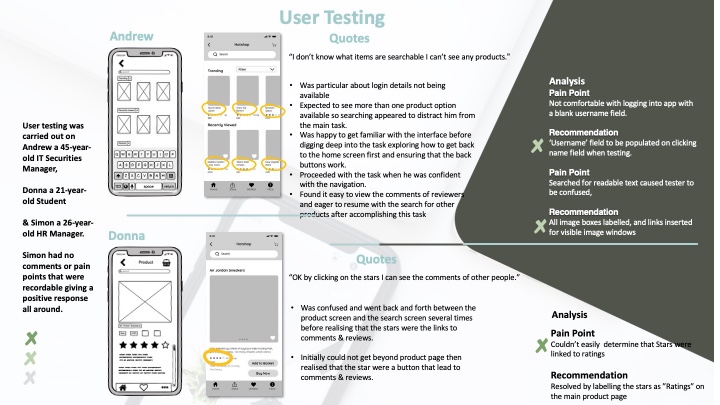 User Testing
Andrew
Quotes
"I don't know what items are searchable I can't see any products."
Hotshop
Search
Trending
Recently Viewed
space
• Was particular about login details not being
available
• Expected to see more than one product option
available so searching appeared to distract him from
the main task.
• Was happy to get familiar with the interface before
digging deep into the task exploring how to get
back to the home screen first and ensuring that the back
buttons work.
• Proceeded with the task when he was confident
with the navigation.
• Found it easy to view the comments of reviewers
and eager to resume with the search for other
products after accomplishing this task
User testing was
carried out on
Andrew a 45-year-
old IT Securities
Manager,
Donna a 21-year-
old Student
& Simon a 26-year-
old HR Manager.
Simon had no
comments or pain
points that were
recordable giving a
positive response
all around.
Analysis
Pain Point
Not comfortable with logging into app with
a blank username field.
Recommendation
'Username' field to be populated on clicking
name field when testing.
Pain Point
Searched for readable text caused tester to
be confused,
Recommendation
All image boxes labelled, and links inserted
for visible image windows
Donna
Quotes
"OK by clicking on the stars I can see the comments of other people."
Product
Hotshop
Search
Air Jordan Sneakers
Add to Basket
Buy Now
• Was confused and went back and forth between the
product screen and the search screen several times
before realising that the stars were the links to
comments & reviews.
• Initially could not get beyond product page then
realised that the star were a button that lead to
comments & reviews.
Analysis
Pain Point
Couldn't easily determine that Stars were
linked to ratings
Recommendation
Resolved by labelling the stars as "Ratings" on
the main product page